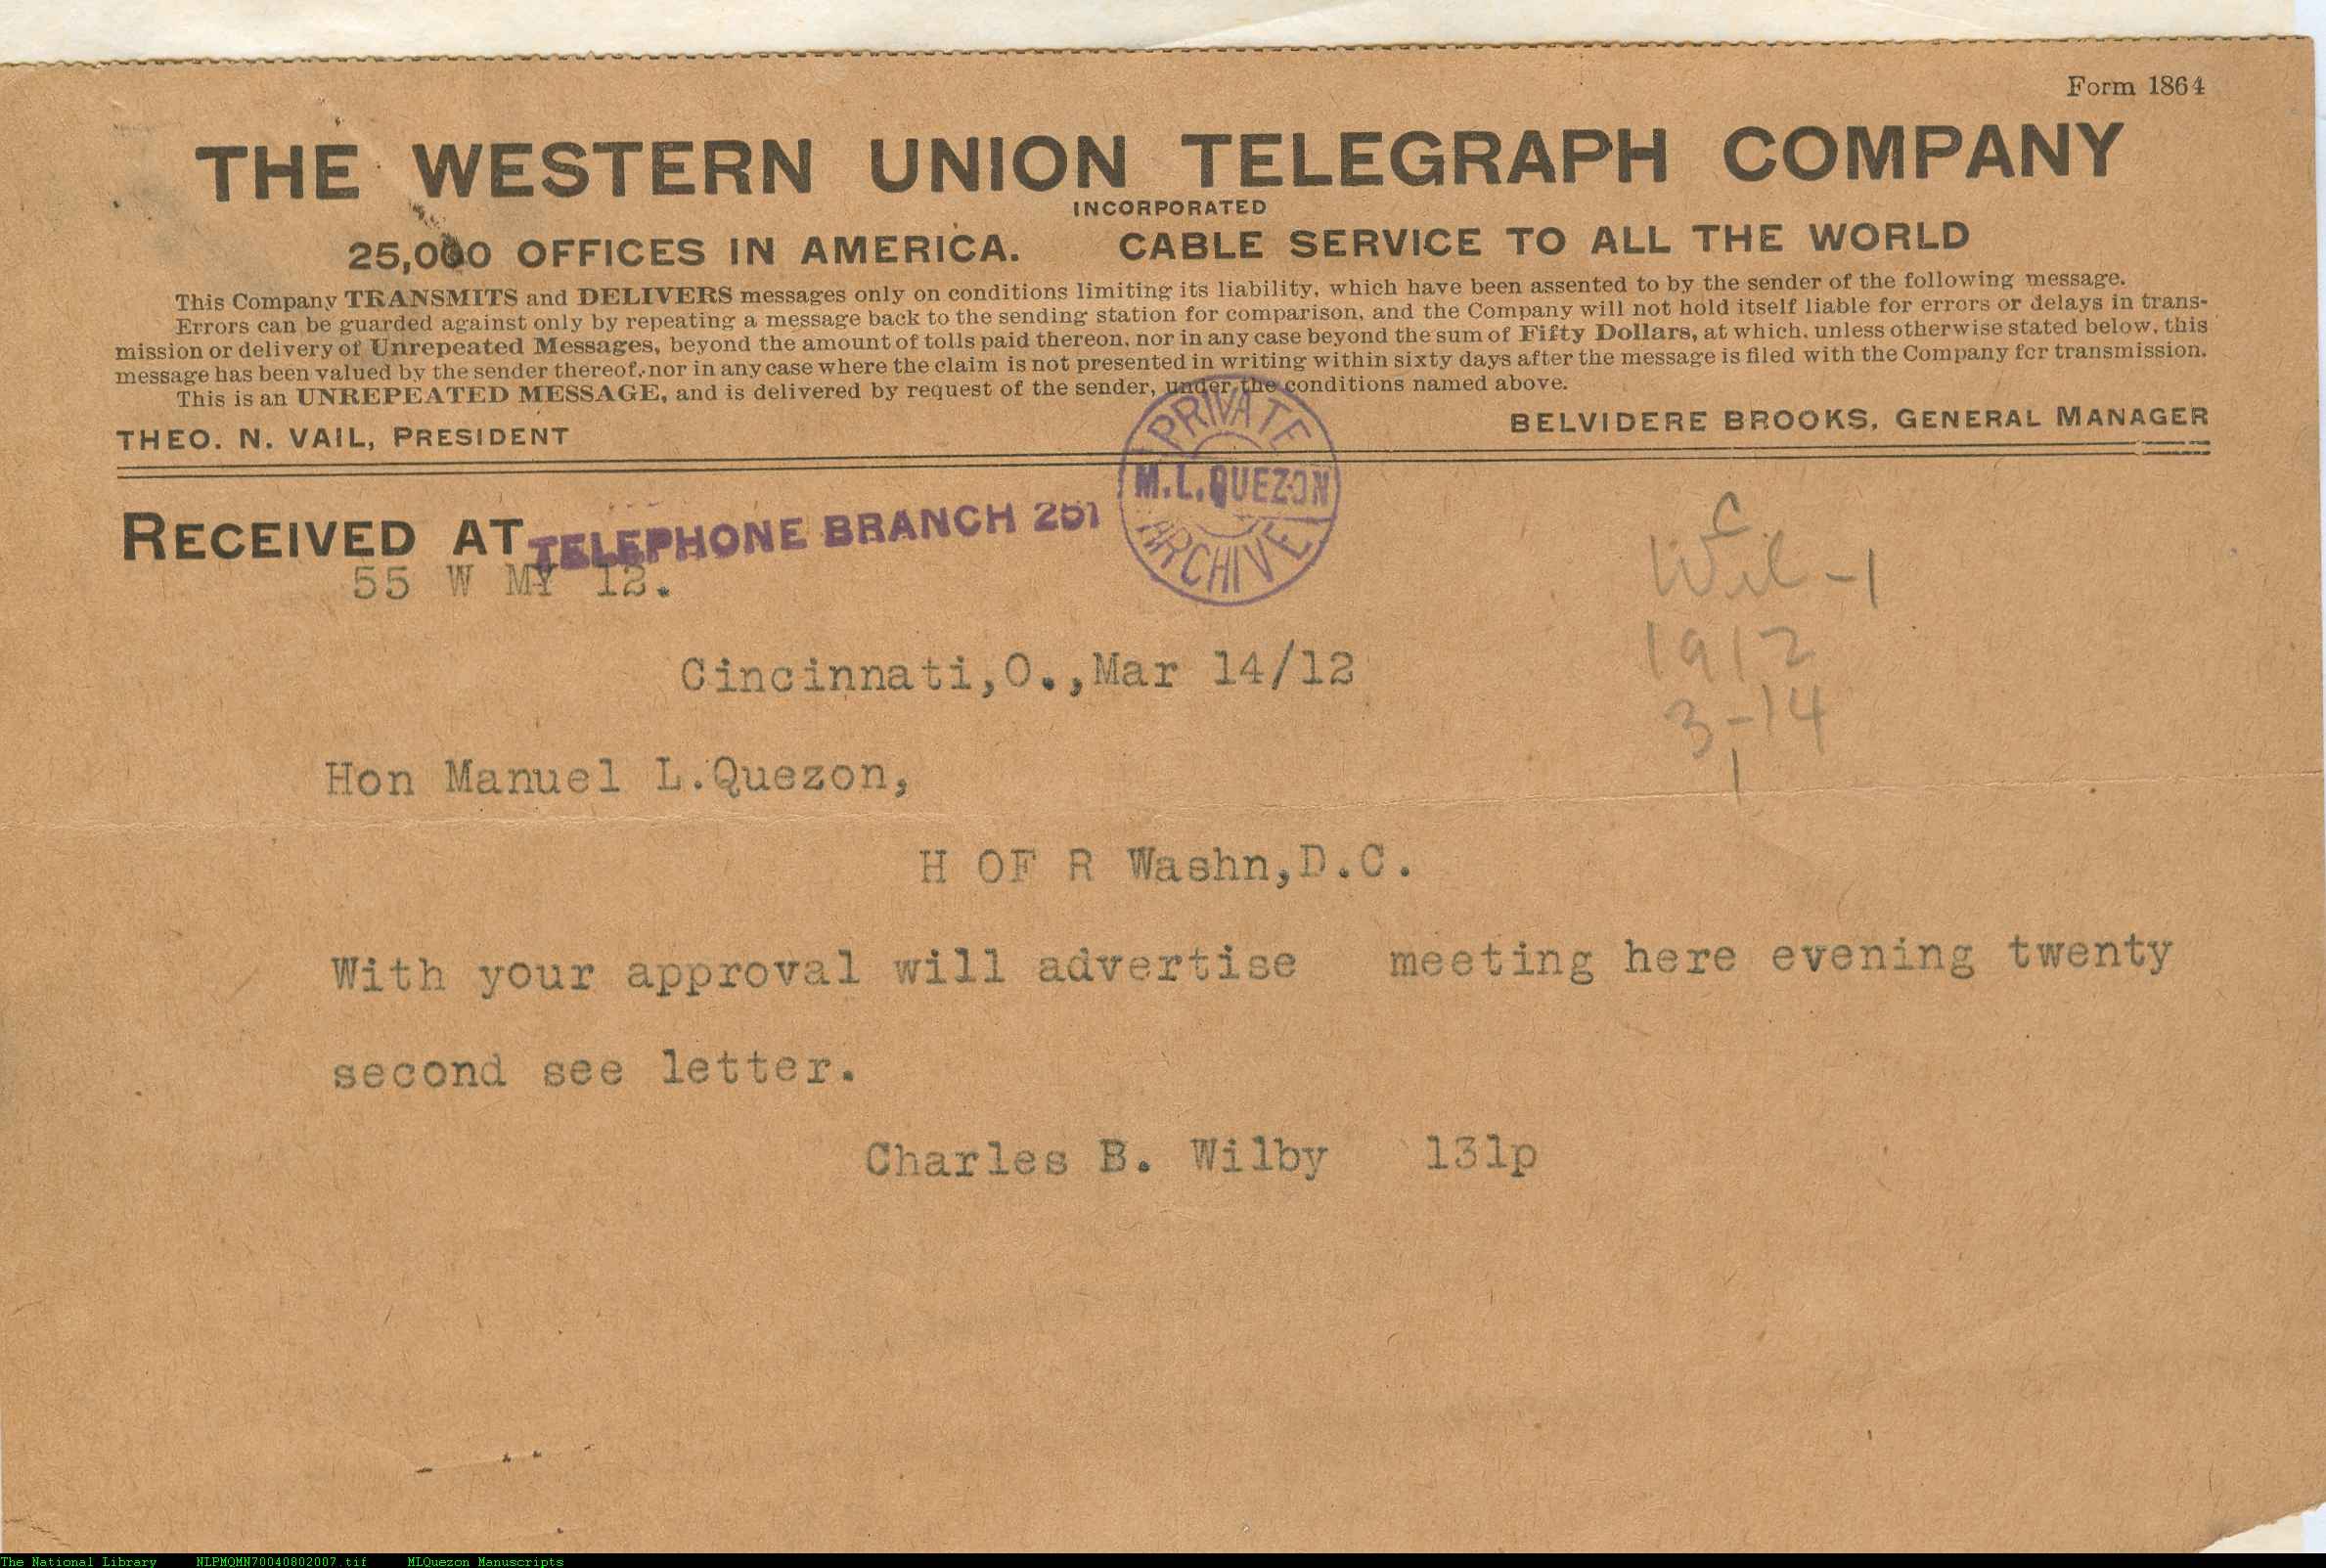 Form 1864
THE WESTERN UNION TELEGRAPH COMPANY
INCORPORATED
25,000 OFFICES IN AMERICA. CABLE SERVICE TO ALL THE WORLD
This Company TRANSMITS and DELIVERS messages only on conditions limiting its liability, which have been assented to by the sender of the following message.
Errors can be guarded against only by repeating a message back to the sending station for comparison, and the Company will not hold itself liable for errors or delays in trans-
mission or delivery of Unrepeated Messages, beyond the amount of tolls paid thereon, nor in any case beyond the sum of Fifty Dollars, at which, unless otherwise stated below, this
message has been valued by the sender thereof, nor in any case where the claim is not presented in writing within sixty days after the message is filed with the Company for transmission.
This is an UNREPEATED MESSAGE, and is delivered by request of the sender, under the conditions named above.
THEO. N. VAIL, PRESIDENT BELVIDERE BROOKS, GENERAL MANAGER
PRIVATE
M.L.QUEZON
ARCHIVE
RECEIVED AT TELEPHONE BRANCH 251
55 W MY 12.
C
Wil-1
1912
3-14
1
Cincinnati,O.,Mar 14/12
Hon Manuel L.Quezon,
H OF R Washn,D.C.
With your approval will advertise meeting here evening twenty
second see letter.
Charles B. Wilby 131p
The National Library NLPMQMN70040802007.tif MLQuezon Manuscripts